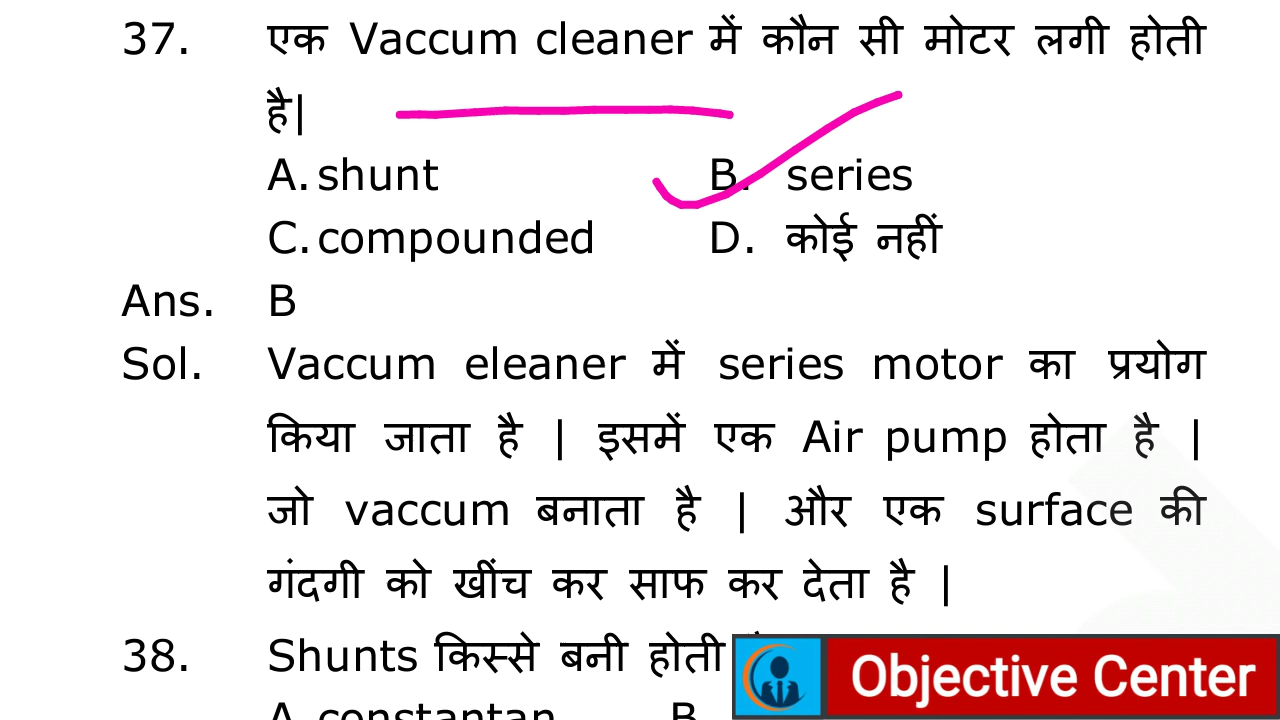 37. एक Vaccum cleaner में कौन सी मोटर लगी होती
है|
A. shunt B. series
C. compounded D. कोई नहीं
Ans. B
Sol. Vaccum eleaner में series motor का प्रयोग
किया जाता है | इसमें एक Air pump होता है |
जो vaccum बनाता है | और एक surface की
गंदगी को खींच कर साफ कर देता है |
38. Shunts किस्से बनी होती
A. constantan B.
Objective Center